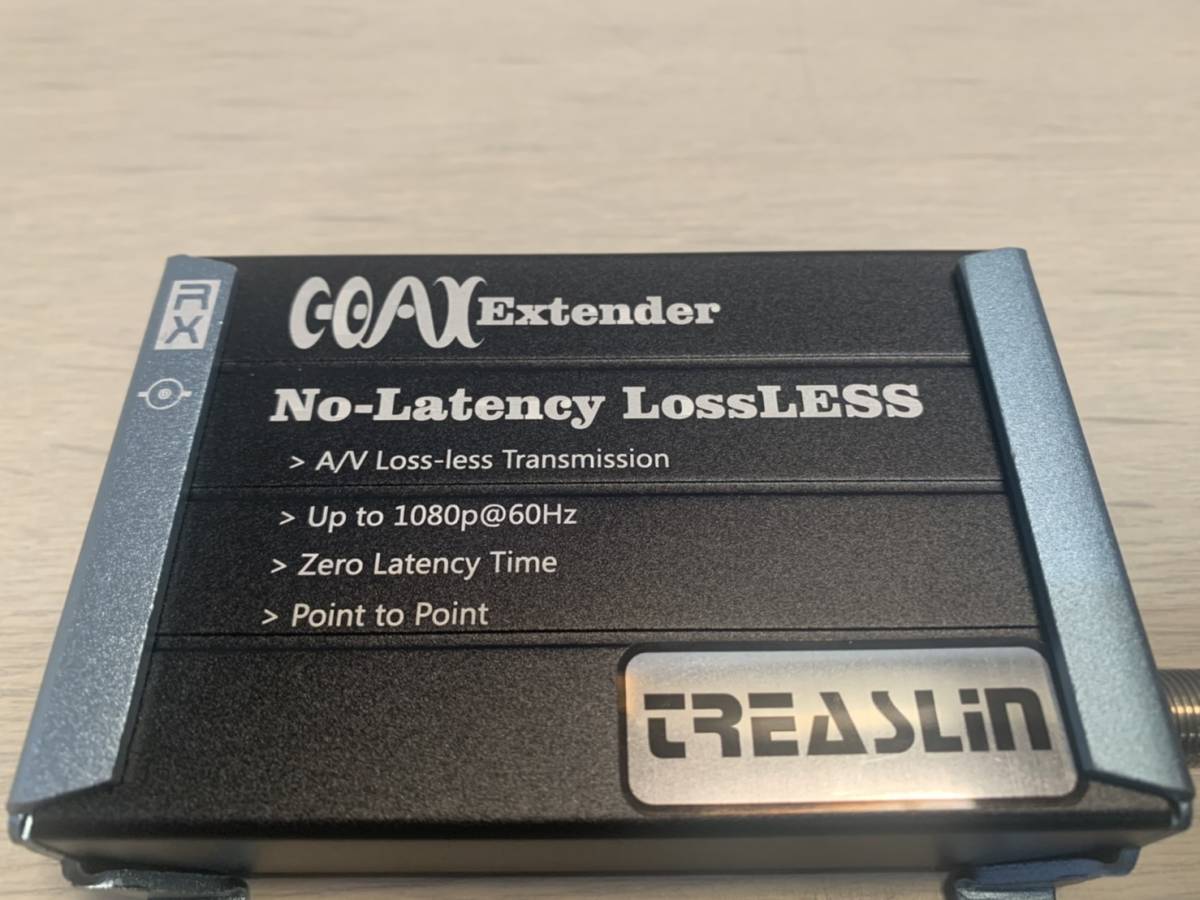 RX
COAX Extender
No-Latency LossLESS
> A/V Loss-less Transmission
> Up to 1080p@60Hz
> Zero Latency Time
> Point to Point
TREASLiN